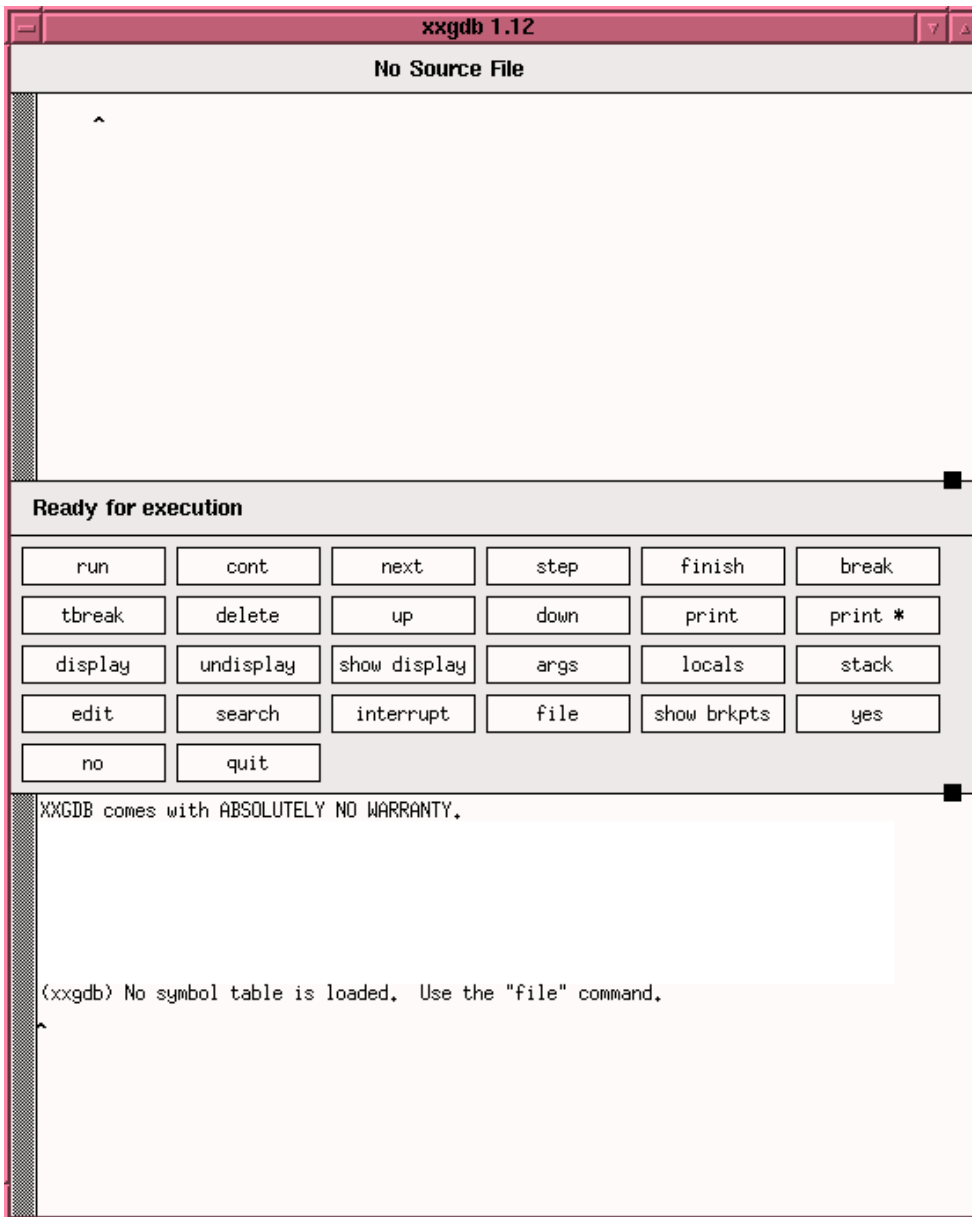 xxgdb 1.12
No Source File
^
Ready for execution
run cont next step finish break
tbreak delete up down print print *
display undisplay show display args locals stack
edit search interrupt file show brkpts yes
no quit
XXGDB comes with ABSOLUTELY NO WARRANTY.
(xxgdb) No symbol table is loaded.  Use the "file" command.
^